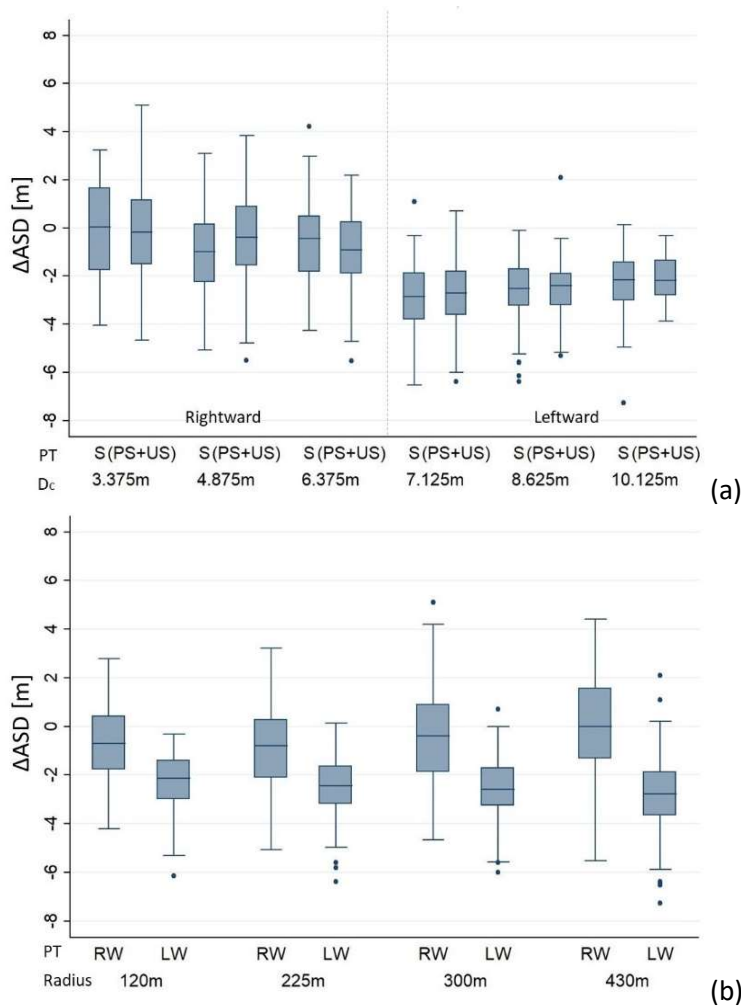 8
6
4
2
0
-2
-4
-6
-8
ΔASD [m]
Rightward Leftward
PT S (PS+US) S (PS+US) S (PS+US) S (PS+US) S (PS+US) S (PS+US)
Dc 3.375m 4.875m 6.375m 7.125m 8.625m 10.125m
(a)
8
6
4
2
0
-2
-4
-6
-8
ΔASD [m]
PT RW LW RW LW RW LW RW LW
Radius 120m 225m 300m 430m
(b)